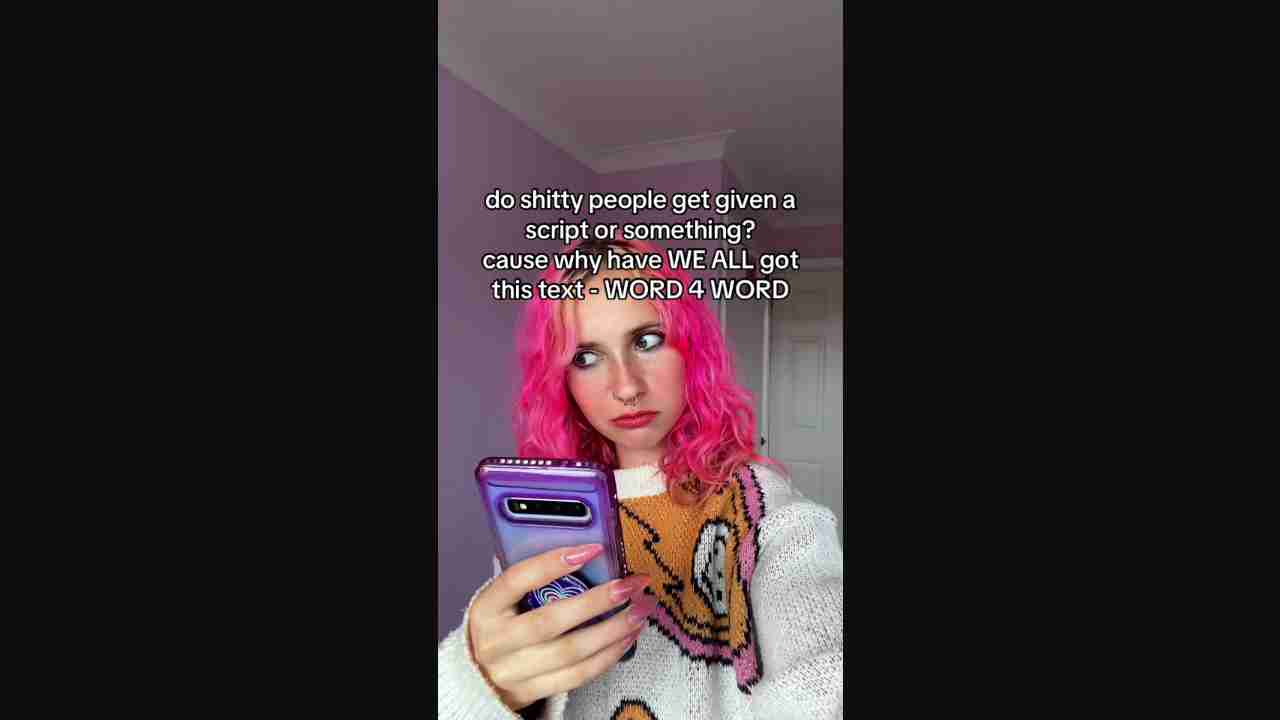 do shitty people get given a
script or something?
cause why have WE ALL got
this text - WORD 4 WORD